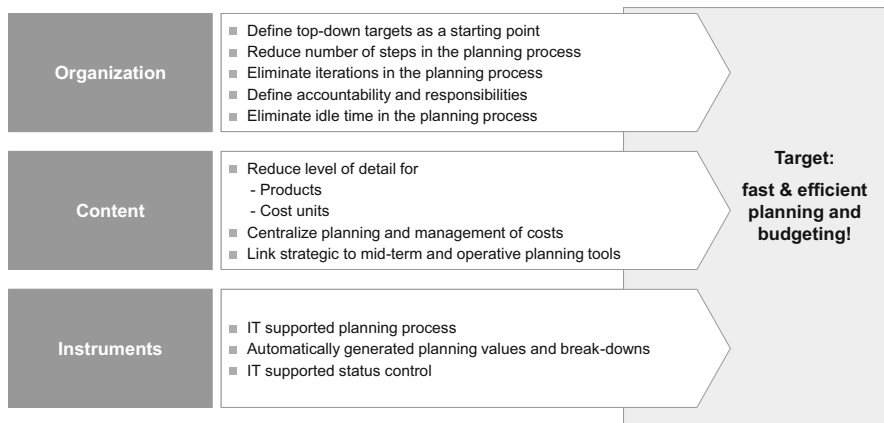 Organization
Define top-down targets as a starting point
Reduce number of steps in the planning process
Eliminate iterations in the planning process
Define accountability and responsibilities
Eliminate idle time in the planning process
Content
Reduce level of detail for
- Products
- Cost units
Centralize planning and management of costs
Link strategic to mid-term and operative planning tools
Instruments
IT supported planning process
Automatically generated planning values and break-downs
IT supported status control
Target:
fast & efficient
planning and
budgeting!